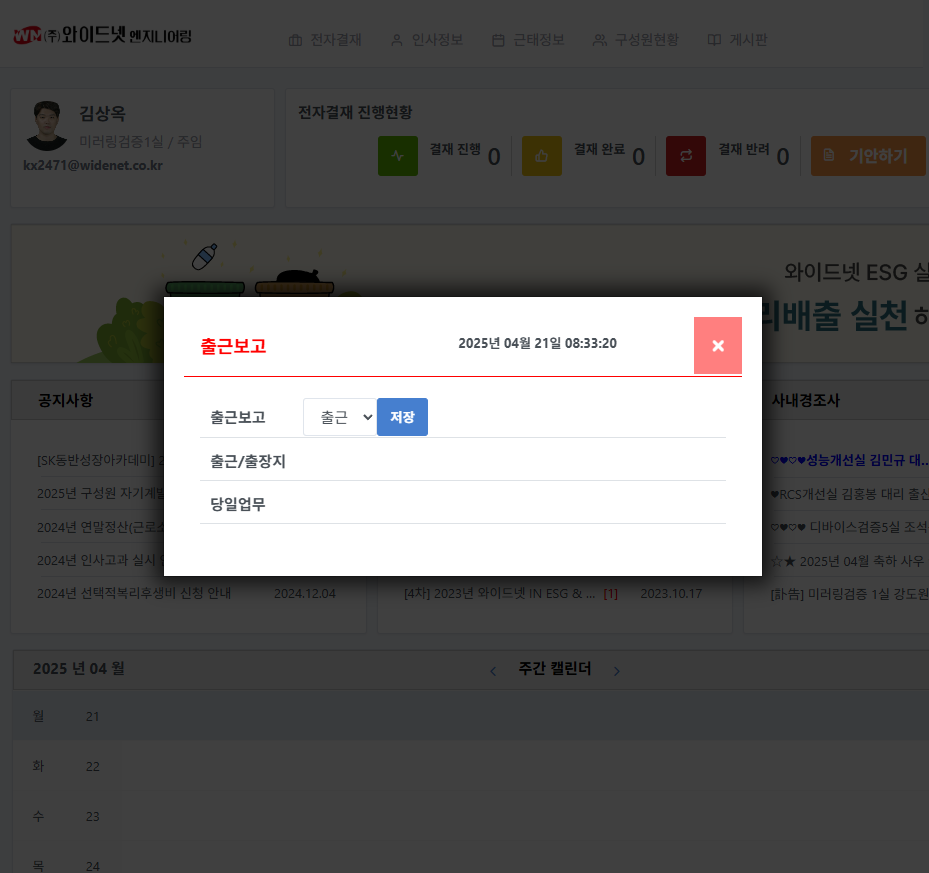 WM (주)와이드넷 엔지니어링
전자결재 인사정보 근태정보 구성원현황 게시판
김상옥
미러링검증1실 / 주임
kx2471@widenet.co.kr
전자결재 진행현황
결재 진행 0 결재 완료 0 결재 반려 0 기안하기
와이드넷 ESG 실
리배출 실천 하
출근보고 2025년 04월 21일 08:33:20 ×
출근보고 출근 저장
출근/출장지
당일업무
공지사항
[SK동반성장아카데미] 2
2025년 구성원 자기계발
2024년 연말정산(근로소
2024년 인사고과 실시
2024년 선택적복리후생비 신청 안내 2024.12.04
[4차] 2023년 와이드넷 IN ESG & ... [1] 2023.10.17
사내경조사
♡♥♡♥성능개선실 김민규 대...
♥RCS개선실 김홍봉 대리 출산
♡♥♡♥ 디바이스검증5실 조석
☆★ 2025년 04월 축하 사우
[訃告] 미러링검증 1실 강도원
2025 년 04 월 < 주간 캘린더 >
월 21
화 22
수 23
목 24